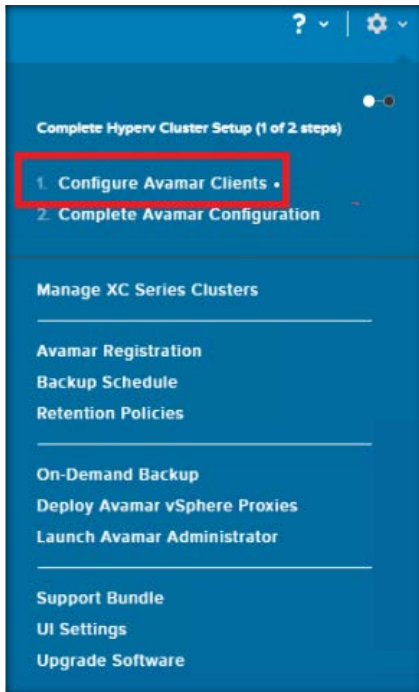 ?
Complete Hyperv Cluster Setup (1 of 2 steps)
1. Configure Avamar Clients •
2. Complete Avamar Configuration
Manage XC Series Clusters
Avamar Registration
Backup Schedule
Retention Policies
On-Demand Backup
Deploy Avamar vSphere Proxies
Launch Avamar Administrator
Support Bundle
UI Settings
Upgrade Software